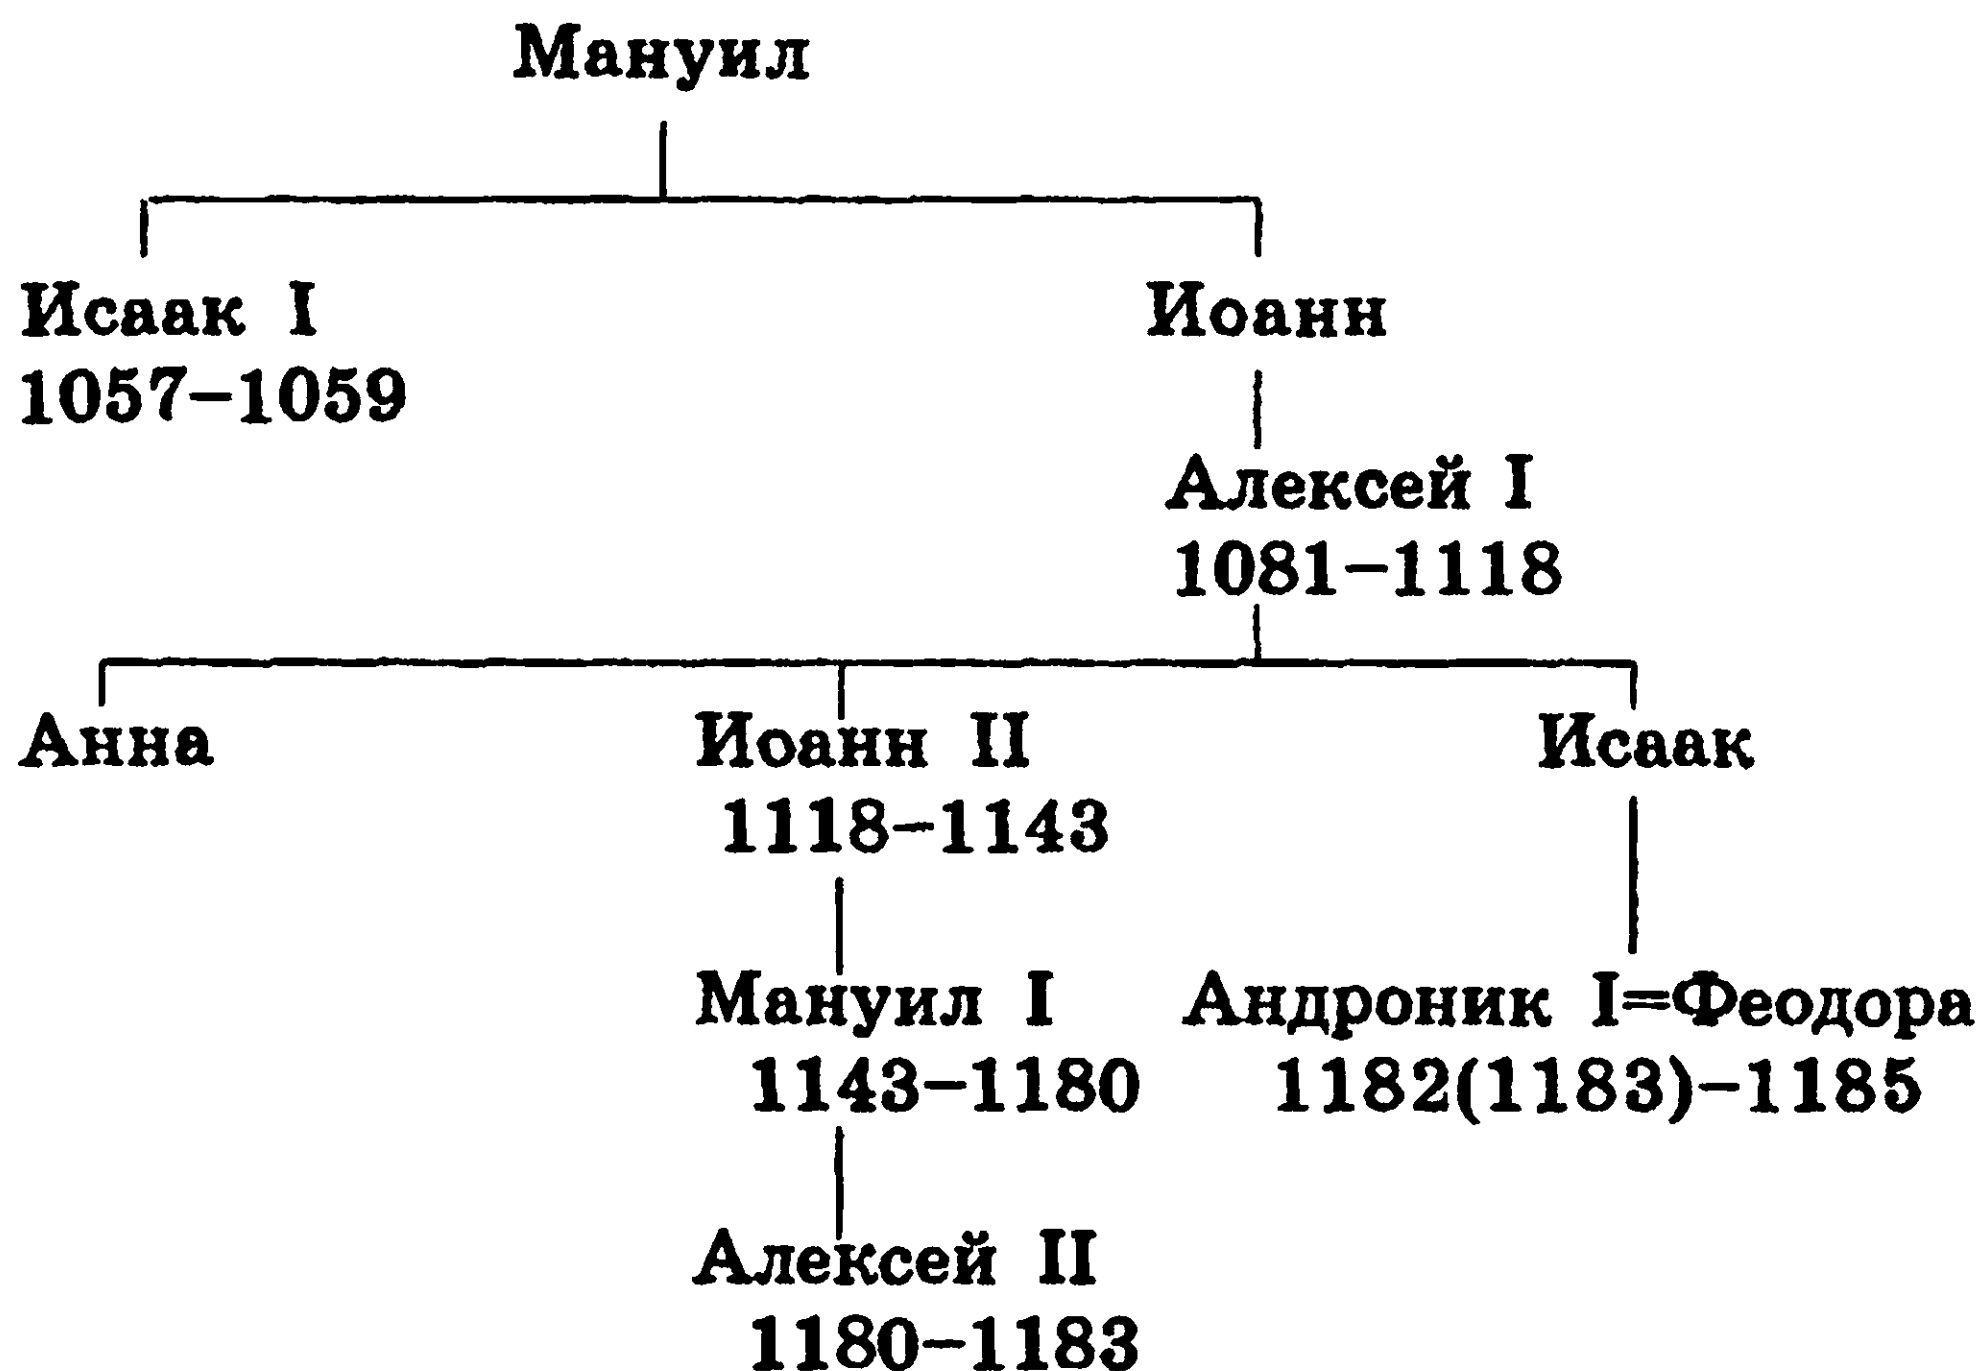 Мануил
Исаак I
Иоанн
1057–1059
Алексей I
1081–1118
Анна
Иоанн II
Исаак
1118–1143
Мануил I
Андроник I=Феодора
1143–1180
1182(1183)–1185
Алексей II
1180–1183